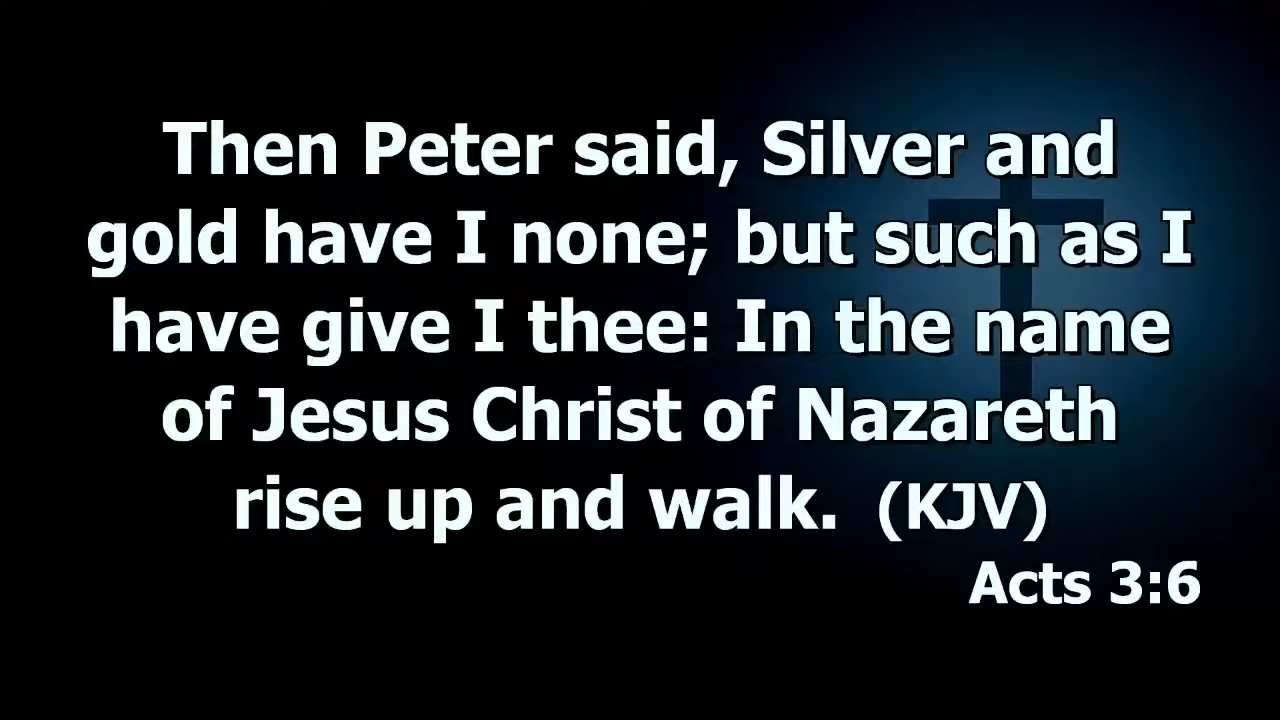 Then Peter said, Silver and
gold have I none; but such as I
have give I thee: In the name
of Jesus Christ of Nazareth
rise up and walk. (KJV)
Acts 3:6